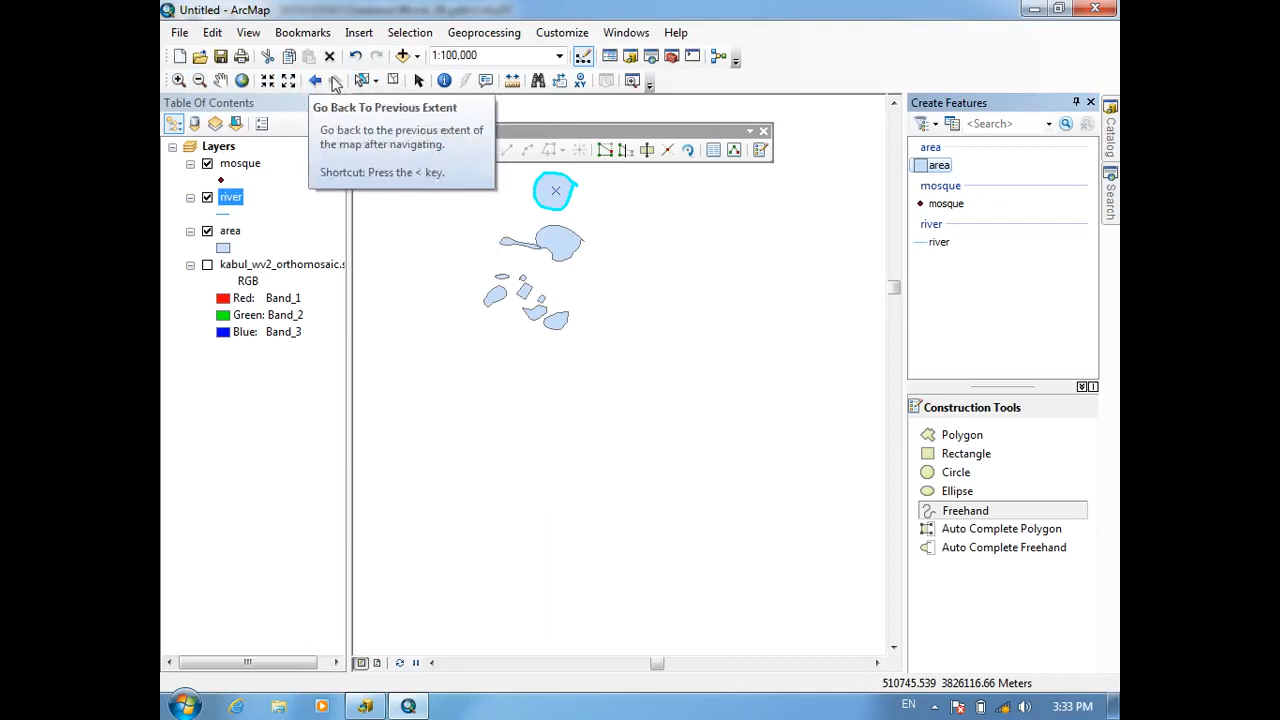 Untitled - ArcMap
File Edit View Bookmarks Insert Selection Geoprocessing Customize Windows Help
1:100,000
Table Of Contents
Layers
mosque
river
area
kabul_wv2_orthomosaic.s
RGB
Red: Band_1
Green: Band_2
Blue: Band_3
Go Back To Previous Extent
Go back to the previous extent of
the map after navigating.
Shortcut: Press the < key.
Create Features
<Search>
area
area
mosque
mosque
river
river
Construction Tools
Polygon
Rectangle
Circle
Ellipse
Freehand
Auto Complete Polygon
Auto Complete Freehand
Catalog
Search
510745.539 3826116.66 Meters
EN
3:33 PM